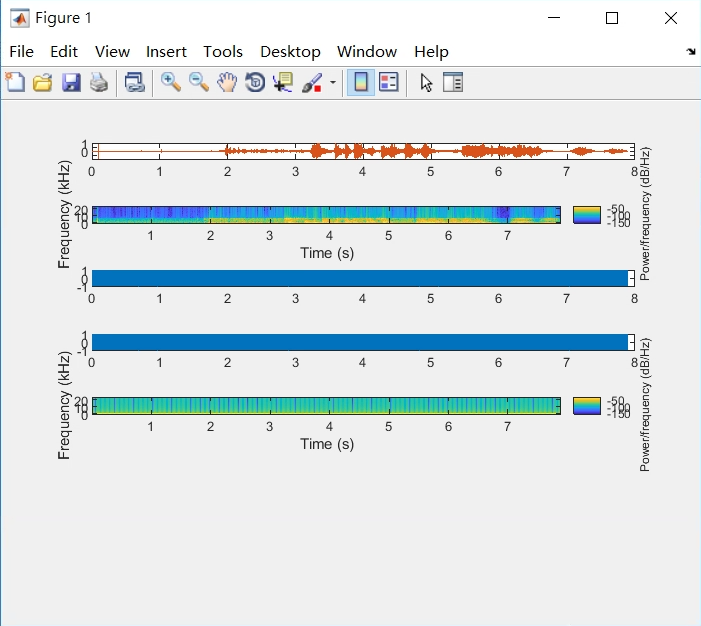 Figure 1
File Edit View Insert Tools Desktop Window Help
1
0
0 1 2 3 4 5 6 7 8
Frequency (kHz)
20
10
0
1 2 3 4 5 6 7
Time (s)
-50
-100
-150
Power/frequency (dB/Hz)
1
0
-1
0 1 2 3 4 5 6 7 8
1
0
-1
0 1 2 3 4 5 6 7 8
Frequency (kHz)
20
10
0
1 2 3 4 5 6 7
Time (s)
-50
-100
-150
Power/frequency (dB/Hz)